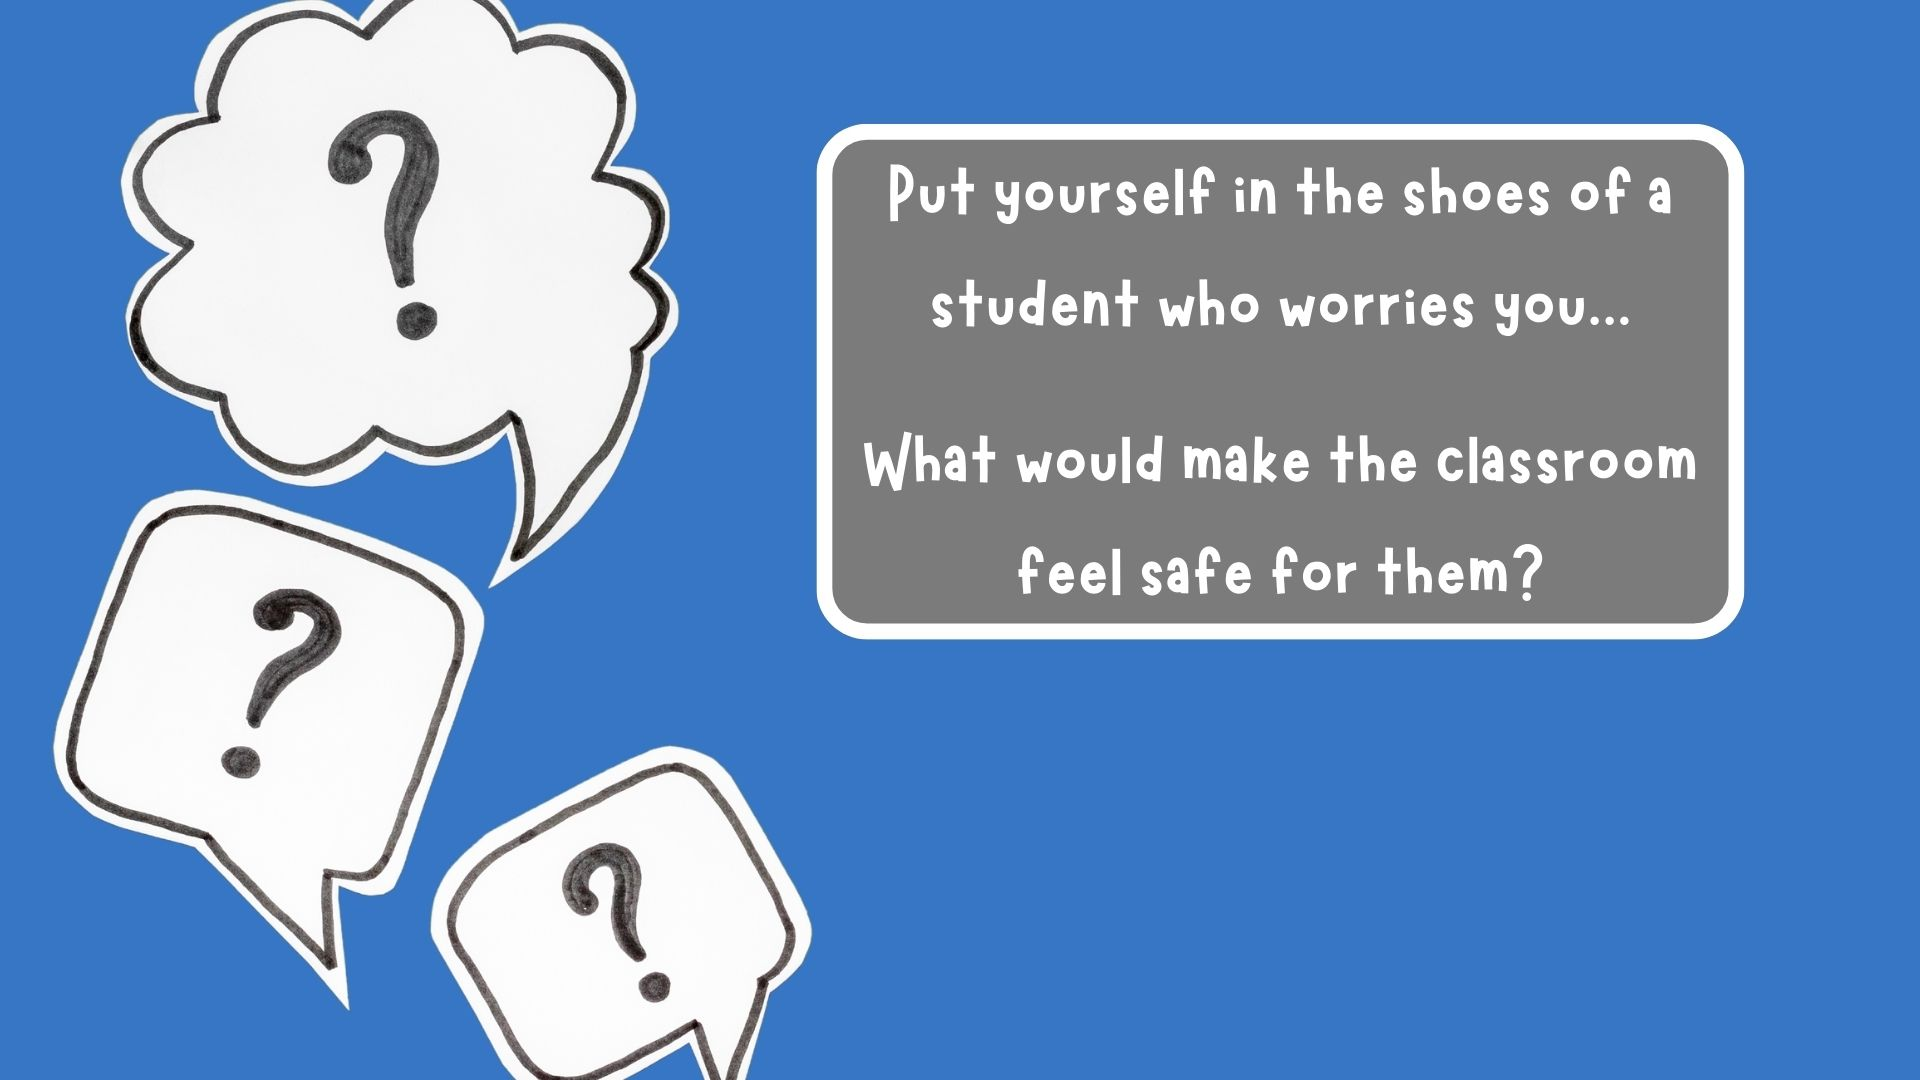 ?
?
?
Put yourself in the shoes of a
student who worries you...
What would make the classroom
feel safe for them?